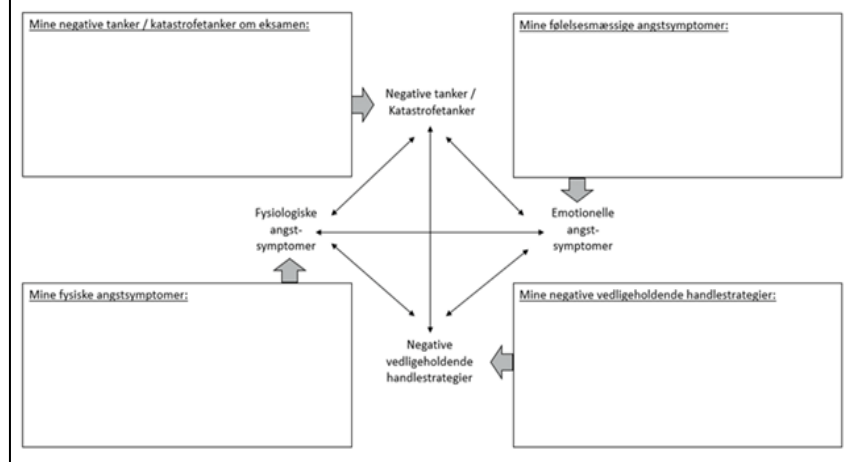 Mine negative tanker / katastrofetanker om eksamen:
Mine følelsesmæssige angstsymptomer:
Negative tanker /
Katastrofetanker
Fysiologiske
angst-
symptomer
Emotionelle
angst-
symptomer
Mine fysiske angstsymptomer:
Mine negative vedligeholdende handlestrategier:
Negative
vedligeholdende
handlestrategier